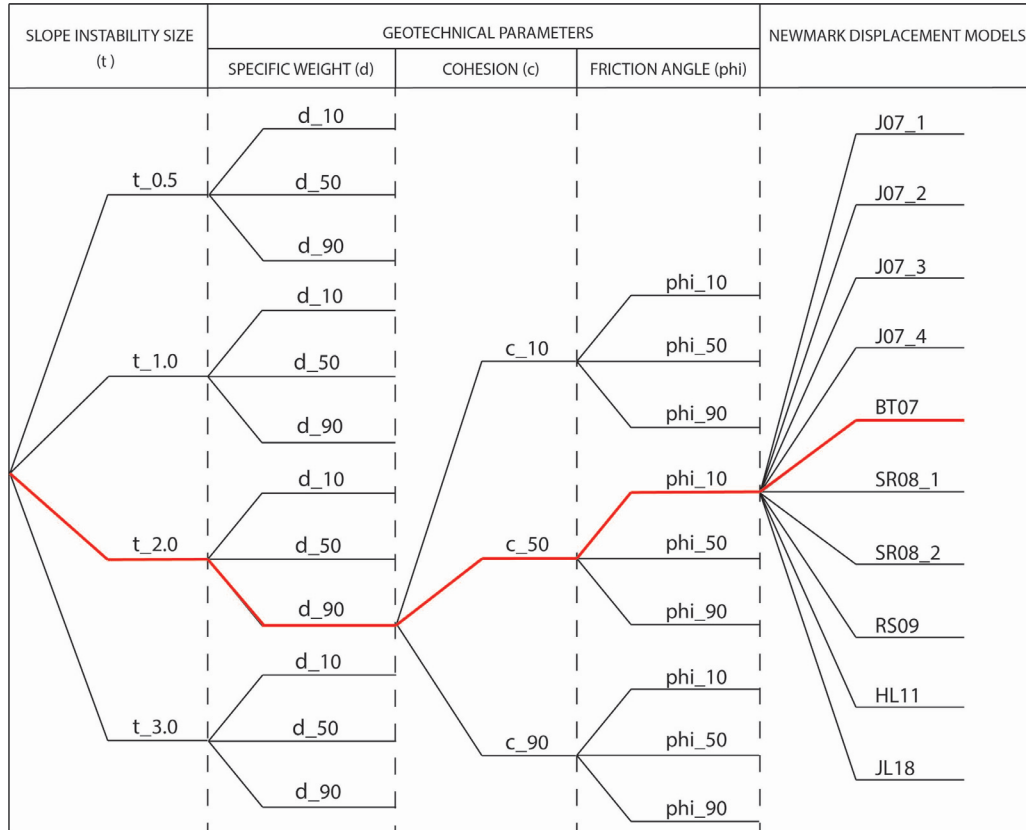 SLOPE INSTABILITY SIZE
(t )
GEOTECHNICAL PARAMETERS
NEWMARK DISPLACEMENT MODELS
SPECIFIC WEIGHT (d)
COHESION (c)
FRICTION ANGLE (phi)
t_0.5
t_1.0
t_2.0
t_3.0
d_10
d_50
d_90
d_10
d_50
d_90
d_10
d_50
d_90
d_10
d_50
d_90
c_10
c_50
c_90
phi_10
phi_50
phi_90
phi_10
phi_50
phi_90
phi_10
phi_50
phi_90
J07_1
J07_2
J07_3
J07_4
BT07
SR08_1
SR08_2
RS09
HL11
JL18